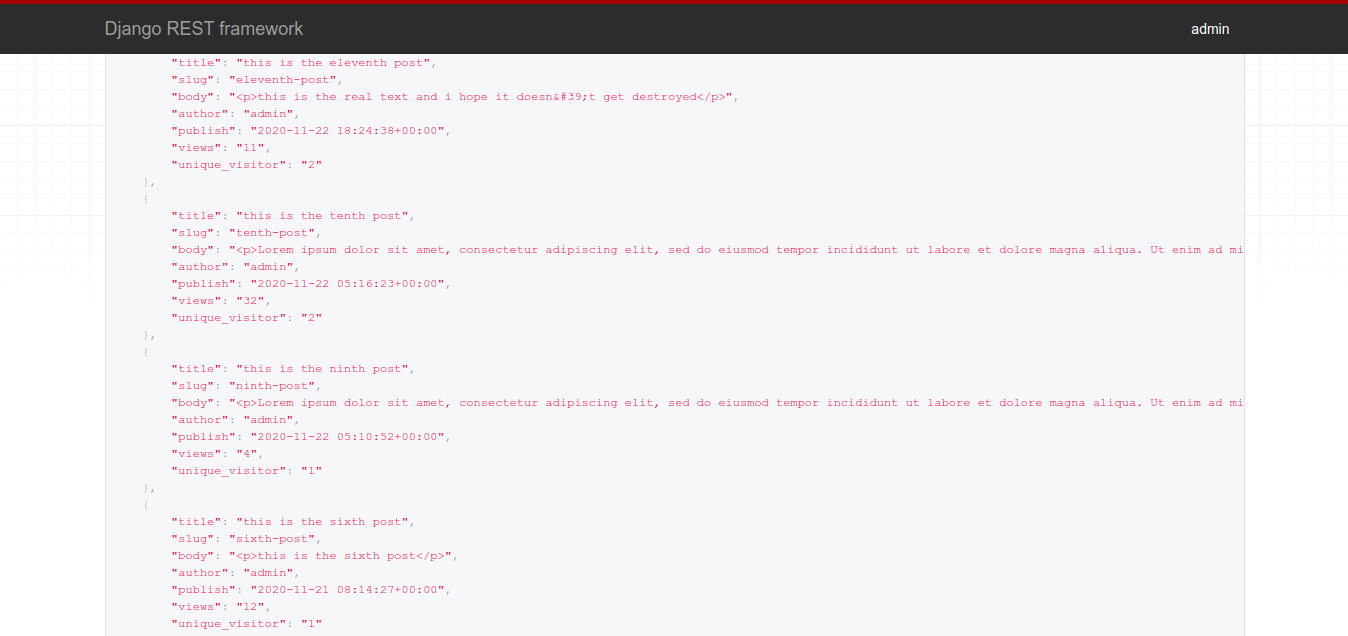 Django REST framework
admin
"title": "this is the eleventh post",
"slug": "eleventh-post",
"body": "<p>this is the real text and i hope it doesn&#39;t get destroyed</p>",
"author": "admin",
"publish": "2020-11-22 18:24:38+00:00",
"views": "11",
"unique_visitor": "2"
},
{
"title": "this is the tenth post",
"slug": "tenth-post",
"body": "<p>Lorem ipsum dolor sit amet, consectetur adipiscing elit, sed do eiusmod tempor incididunt ut labore et dolore magna aliqua. Ut enim ad mi
"author": "admin",
"publish": "2020-11-22 05:16:23+00:00",
"views": "32",
"unique_visitor": "2"
},
{
"title": "this is the ninth post",
"slug": "ninth-post",
"body": "<p>Lorem ipsum dolor sit amet, consectetur adipiscing elit, sed do eiusmod tempor incididunt ut labore et dolore magna aliqua. Ut enim ad mi
"author": "admin",
"publish": "2020-11-22 05:10:52+00:00",
"views": "4",
"unique_visitor": "1"
},
{
"title": "this is the sixth post",
"slug": "sixth-post",
"body": "<p>this is the sixth post</p>",
"author": "admin",
"publish": "2020-11-21 08:14:27+00:00",
"views": "12",
"unique_visitor": "1"